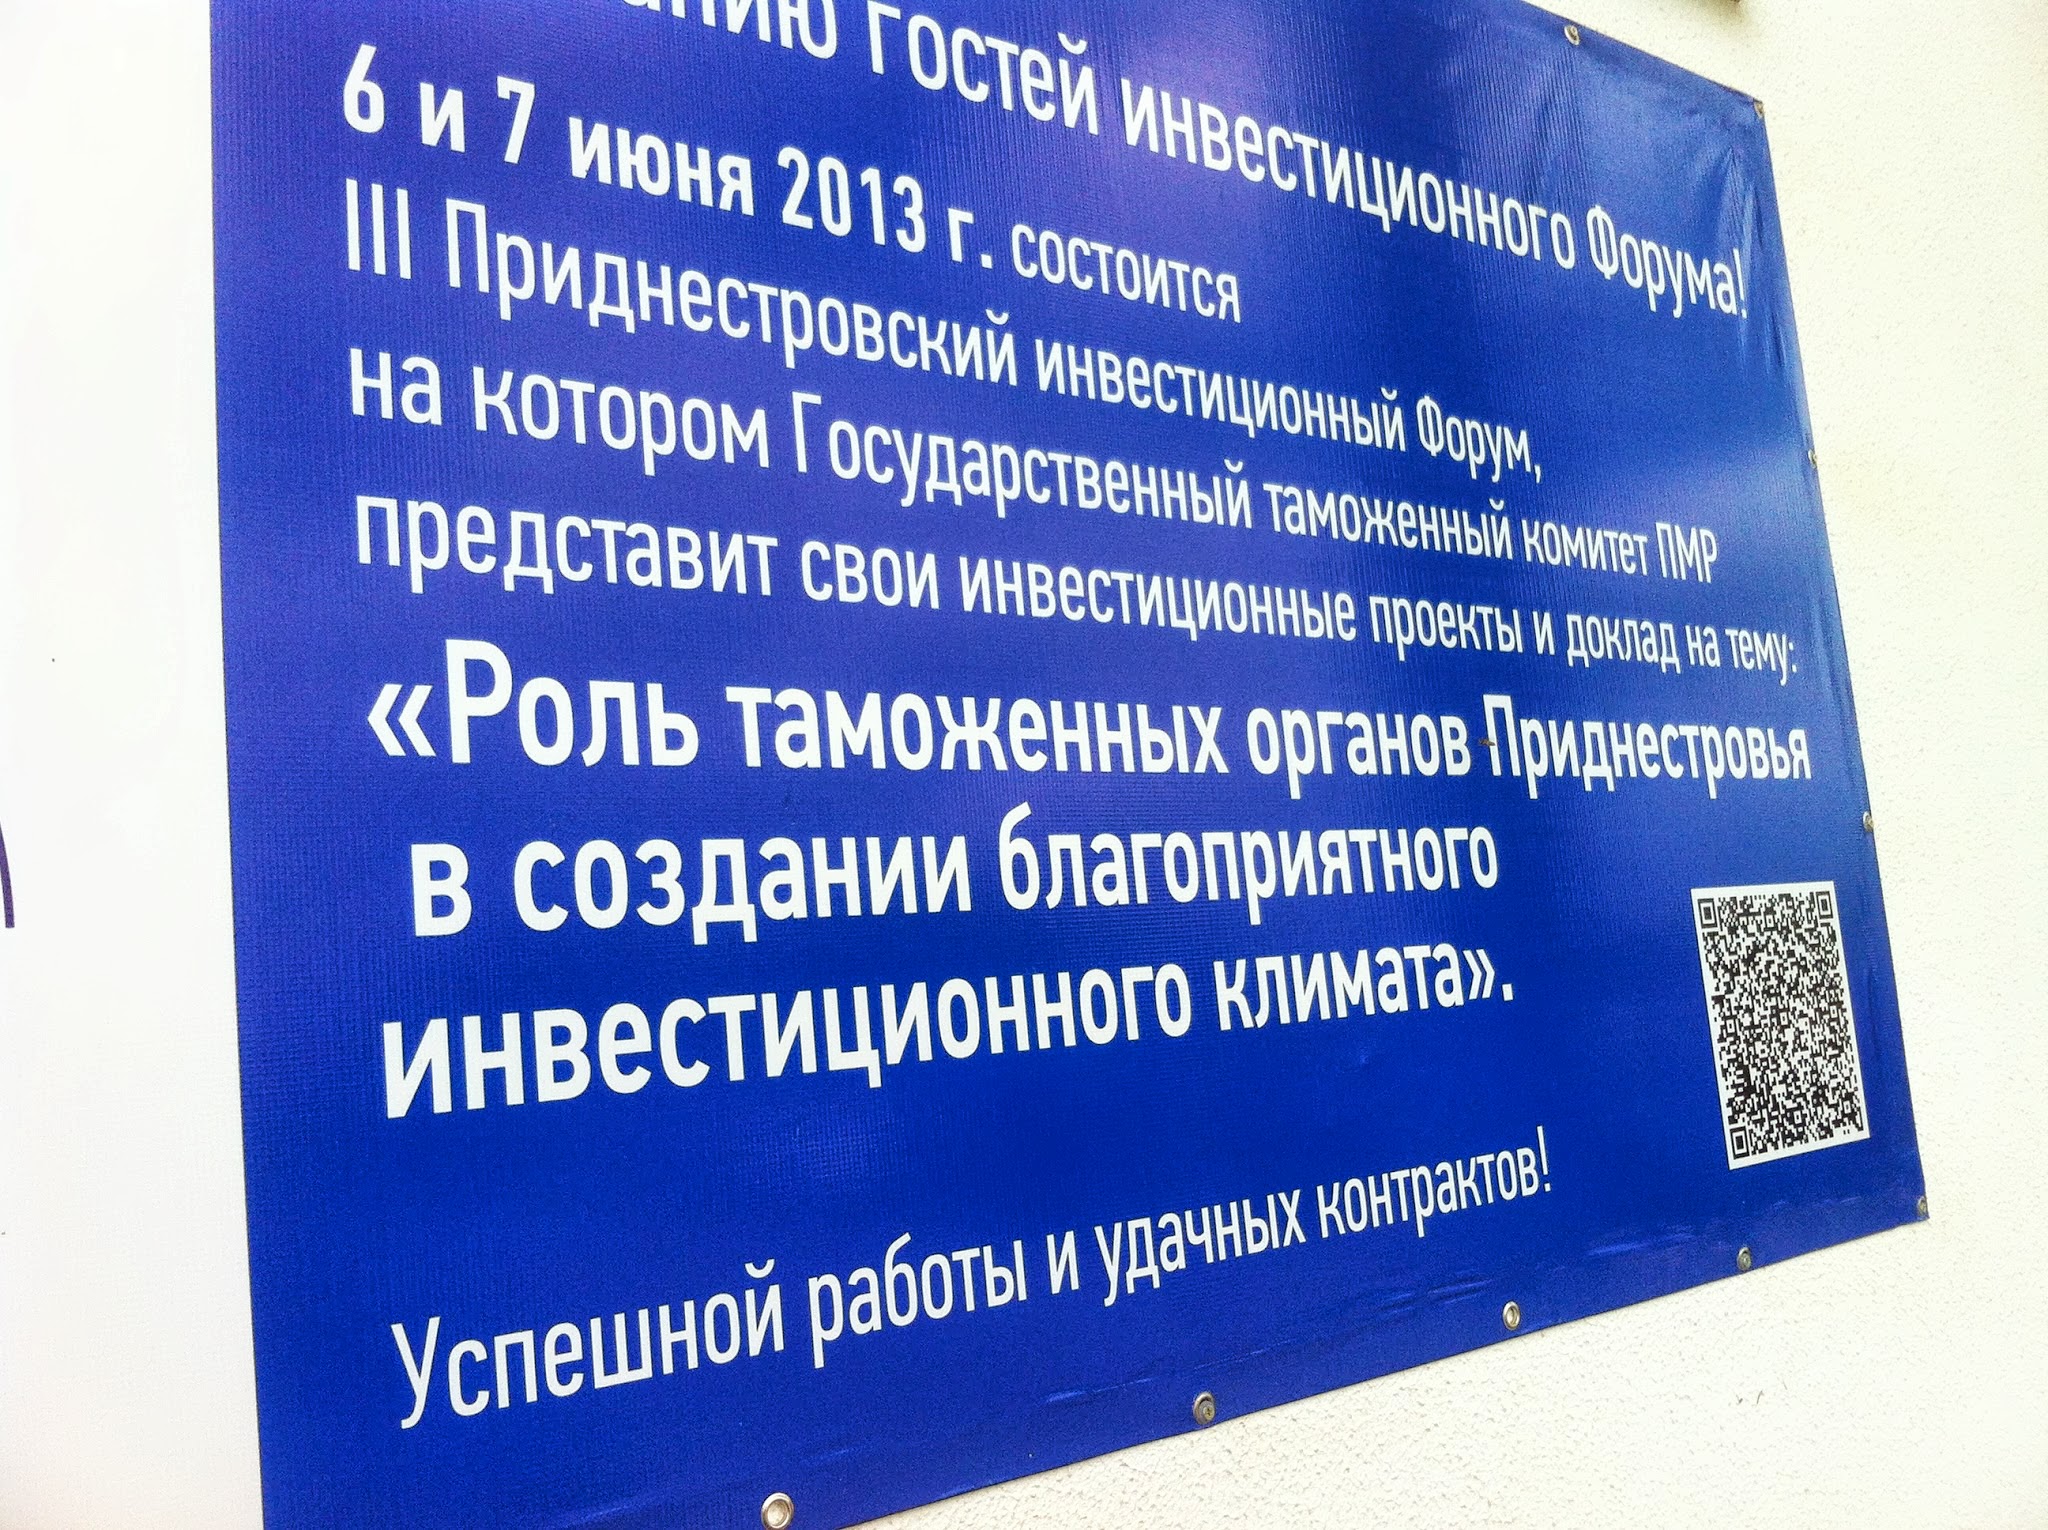 гостей инвестиционного Форума!
6 и 7 июня 2013 г. состоится
III Приднестровский инвестиционный Форум,
на котором Государственный таможенный комитет ПМР
представит свои инвестиционные проекты и доклад на тему:
«Роль таможенных органов Приднестровья
в создании благоприятного
инвестиционного климата».
Успешной работы и удачных контрактов!